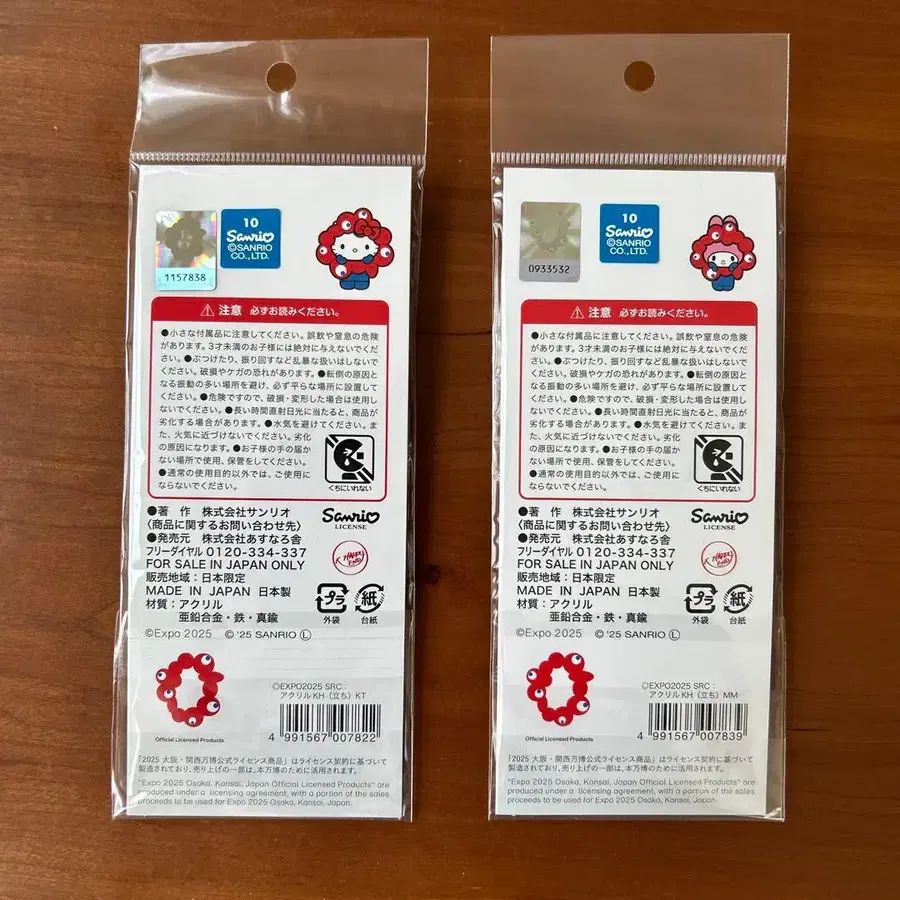 10
Sanrio
©SANRIO
CO.,LTD.
1157838
⚠注意 必ずお読みください。
●小さな付属品に注意してください。誤飲や窒息の危険
があります。3才未満のお子様には絶対に与えないでくだ
さい。●ぶつけたり、振り回すなど乱暴な扱いはしないで
ください。破損やケガの恐れがあります。●転倒の原因と
なる振動の多い場所を避け、必ず平らな場所に設置して
ください。●危険ですので、破損・変形した場合は使用し
ないでください。●長い時間直射日光に当たると、商品が
劣化する場合があります。●水気を避けてください。ま
た、火気に近づけないでください。劣化
の原因になります。●お子様の手の届か
ない場所で使用、保管をしてください。
●通常の使用目的以外では、ご使用に
ならないでください。
くちにいれない
●著 作 株式会社サンリオ
〈商品に関するお問い合わせ先〉
●発売元 株式会社あすなろ舎
フリーダイヤル 0120-334-337
FOR SALE IN JAPAN ONLY
販売地域:日本限定
MADE IN JAPAN 日本製
材質:アクリル
亜鉛合金・鉄・真鍮
Sanrio
LICENSE
プラ
外袋
紙
台紙
©Expo 2025 © '25 SANRIO Ⓛ
Official Licensed Products
©EXPO2025 SRC:
アクリルKH(立ち)KT
4 991567 007822
「2025 大阪・関西万博公式ライセンス商品」はライセンス契約に基づいて
製造されており、売り上げの一部は、本万博のために活用されます。
"Expo 2025 Osaka, Kansai, Japan Official Licensed Products" are
produced under a licensing agreement, with a portion of the sales
proceeds to be used for Expo 2025 Osaka, Kansai, Japan.
10
Sanrio
©SANRIO
CO.,LTD.
0933532
⚠注意 必ずお読みください。
●小さな付属品に注意してください。誤飲や窒息の危険
があります。3才未満のお子様には絶対に与えないでくだ
さい。●ぶつけたり、振り回すなど乱暴な扱いはしないで
ください。破損やケガの恐れがあります。●転倒の原因と
なる振動の多い場所を避け、必ず平らな場所に設置して
ください。●危険ですので、破損・変形した場合は使用し
ないでください。●長い時間直射日光に当たると、商品が
劣化する場合があります。●水気を避けてください。ま
た、火気に近づけないでください。劣化
の原因になります。●お子様の手の届か
ない場所で使用、保管をしてください。
●通常の使用目的以外では、ご使用に
ならないでください。
くちにいれない
●著 作 株式会社サンリオ
〈商品に関するお問い合わせ先〉
●発売元 株式会社あすなろ舎
フリーダイヤル 0120-334-337
FOR SALE IN JAPAN ONLY
販売地域:日本限定
MADE IN JAPAN 日本製
材質:アクリル
亜鉛合金・鉄・真鍮
Sanrio
LICENSE
プラ
外袋
紙
台紙
©Expo 2025 © '25 SANRIO Ⓛ
Official Licensed Products
©EXPO2025 SRC:
アクリルKH(立ち)MM
4 991567 007839
「2025 大阪・関西万博公式ライセンス商品」はライセンス契約に基づいて
製造されており、売り上げの一部は、本万博のために活用されます。
"Expo 2025 Osaka, Kansai, Japan Official Licensed Products" are
produced under a licensing agreement, with a portion of the sales
proceeds to be used for Expo 2025 Osaka, Kansai, Japan.